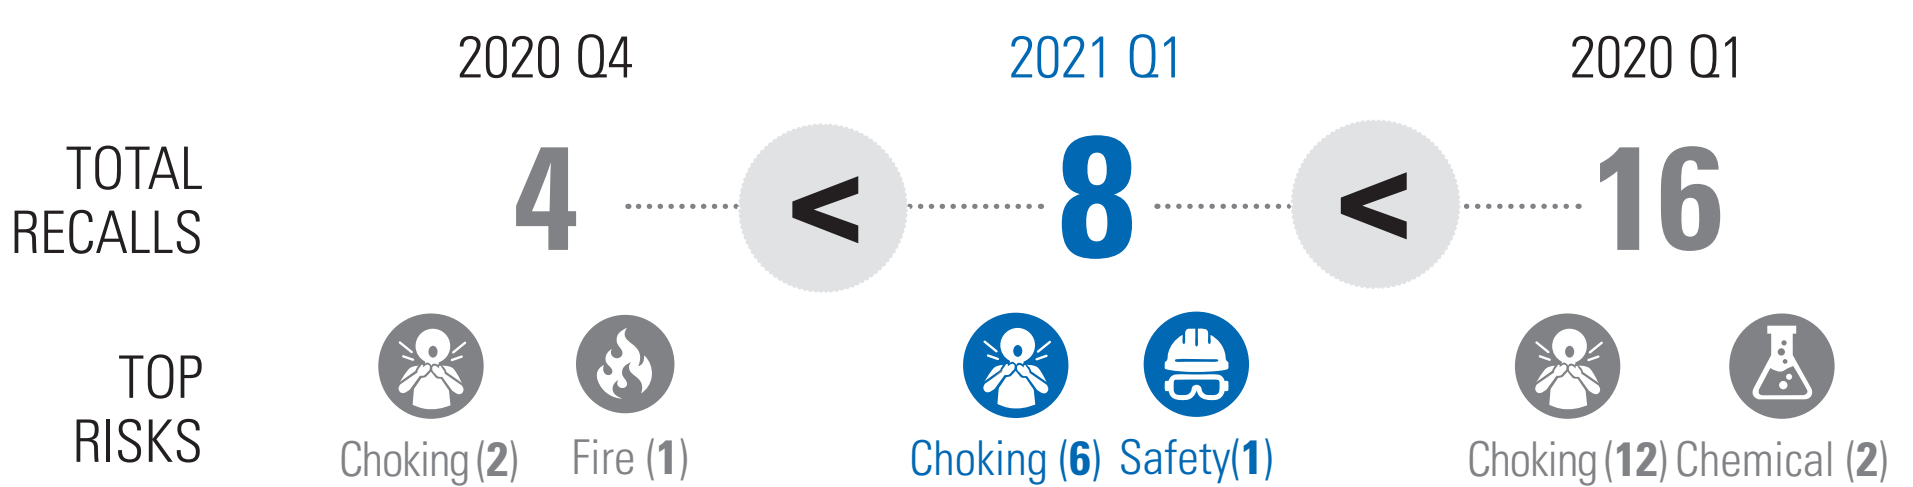 2020 Q4 2021 Q1 2020 Q1
TOTAL
RECALLS
4 < 8 < 16
TOP
RISKS
Choking (2) Fire (1) Choking (6) Safety(1) Choking (12) Chemical (2)